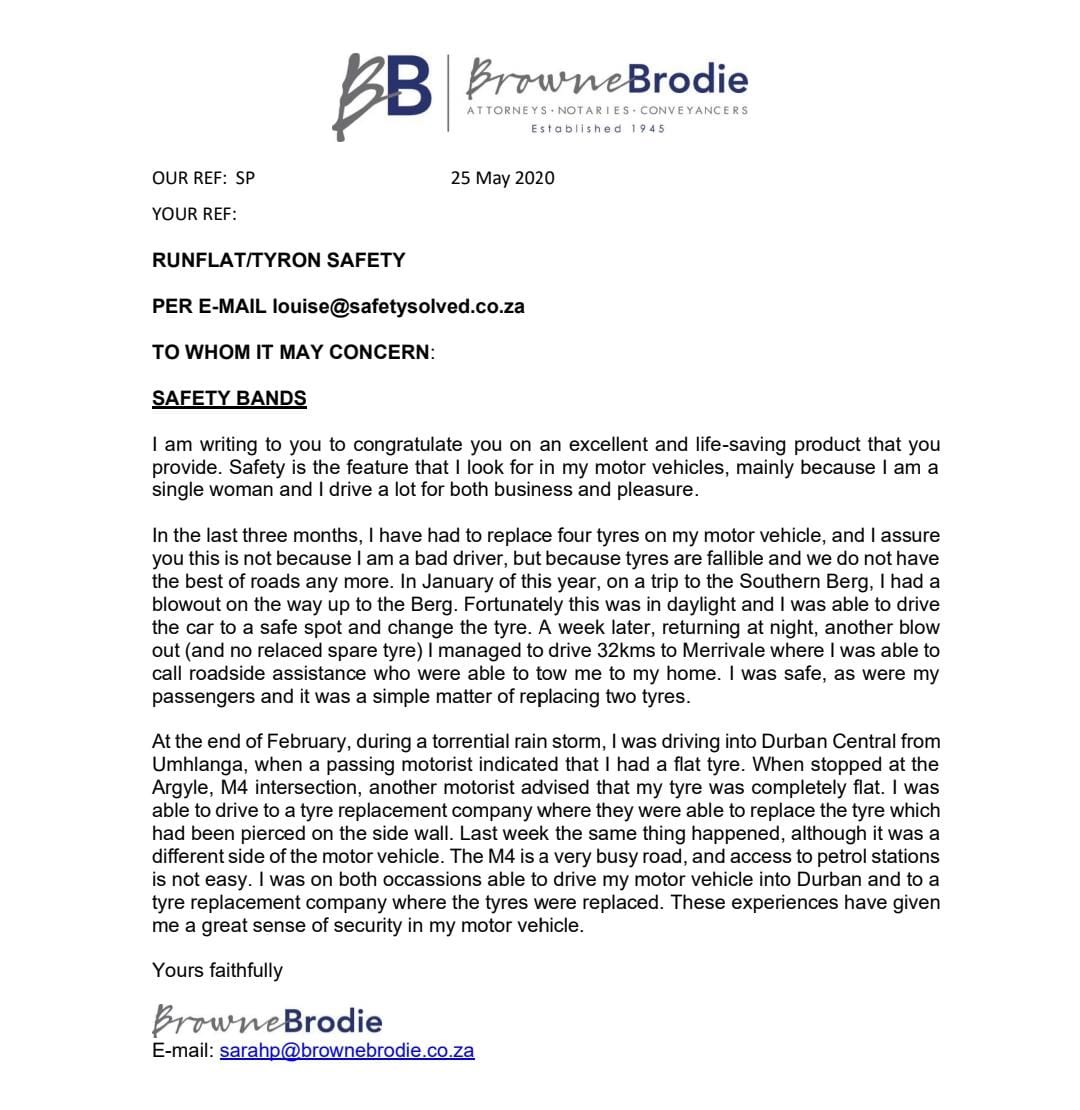 BB BrowneBrodie
ATTORNEYS · NOTARIES · CONVEYANCERS
Established 1945
OUR REF: SP 25 May 2020
YOUR REF:
RUNFLAT/TYRON SAFETY
PER E-MAIL louise@safetysolved.co.za
TO WHOM IT MAY CONCERN:
SAFETY BANDS
I am writing to you to congratulate you on an excellent and life-saving product that you
provide. Safety is the feature that I look for in my motor vehicles, mainly because I am a
single woman and I drive a lot for both business and pleasure.
In the last three months, I have had to replace four tyres on my motor vehicle, and I assure
you this is not because I am a bad driver, but because tyres are fallible and we do not have
the best of roads any more. In January of this year, on a trip to the Southern Berg, I had a
blowout on the way up to the Berg. Fortunately this was in daylight and I was able to drive
the car to a safe spot and change the tyre. A week later, returning at night, another blow
out (and no relaced spare tyre) I managed to drive 32kms to Merrivale where I was able to
call roadside assistance who were able to tow me to my home. I was safe, as were my
passengers and it was a simple matter of replacing two tyres.
At the end of February, during a torrential rain storm, I was driving into Durban Central from
Umhlanga, when a passing motorist indicated that I had a flat tyre. When stopped at the
Argyle, M4 intersection, another motorist advised that my tyre was completely flat. I was
able to drive to a tyre replacement company where they were able to replace the tyre which
had been pierced on the side wall. Last week the same thing happened, although it was a
different side of the motor vehicle. The M4 is a very busy road, and access to petrol stations
is not easy. I was on both occassions able to drive my motor vehicle into Durban and to a
tyre replacement company where the tyres were replaced. These experiences have given
me a great sense of security in my motor vehicle.
Yours faithfully
BrowneBrodie
E-mail: sarahp@brownebrodie.co.za